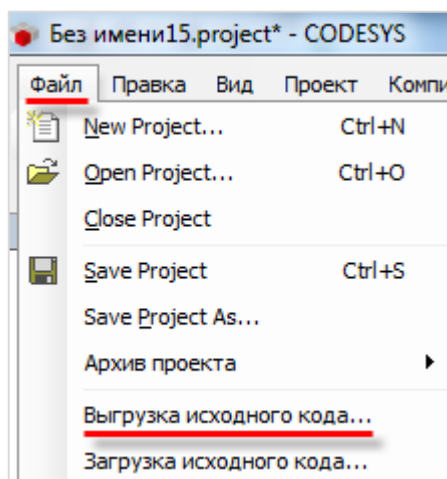 Без имени15.project* - CODESYS
Файл Правка Вид Проект Компи
New Project... Ctrl+N
Open Project... Ctrl+O
Close Project
Save Project Ctrl+S
Save Project As...
Архив проекта
Выгрузка исходного кода...
Загрузка исходного кода...